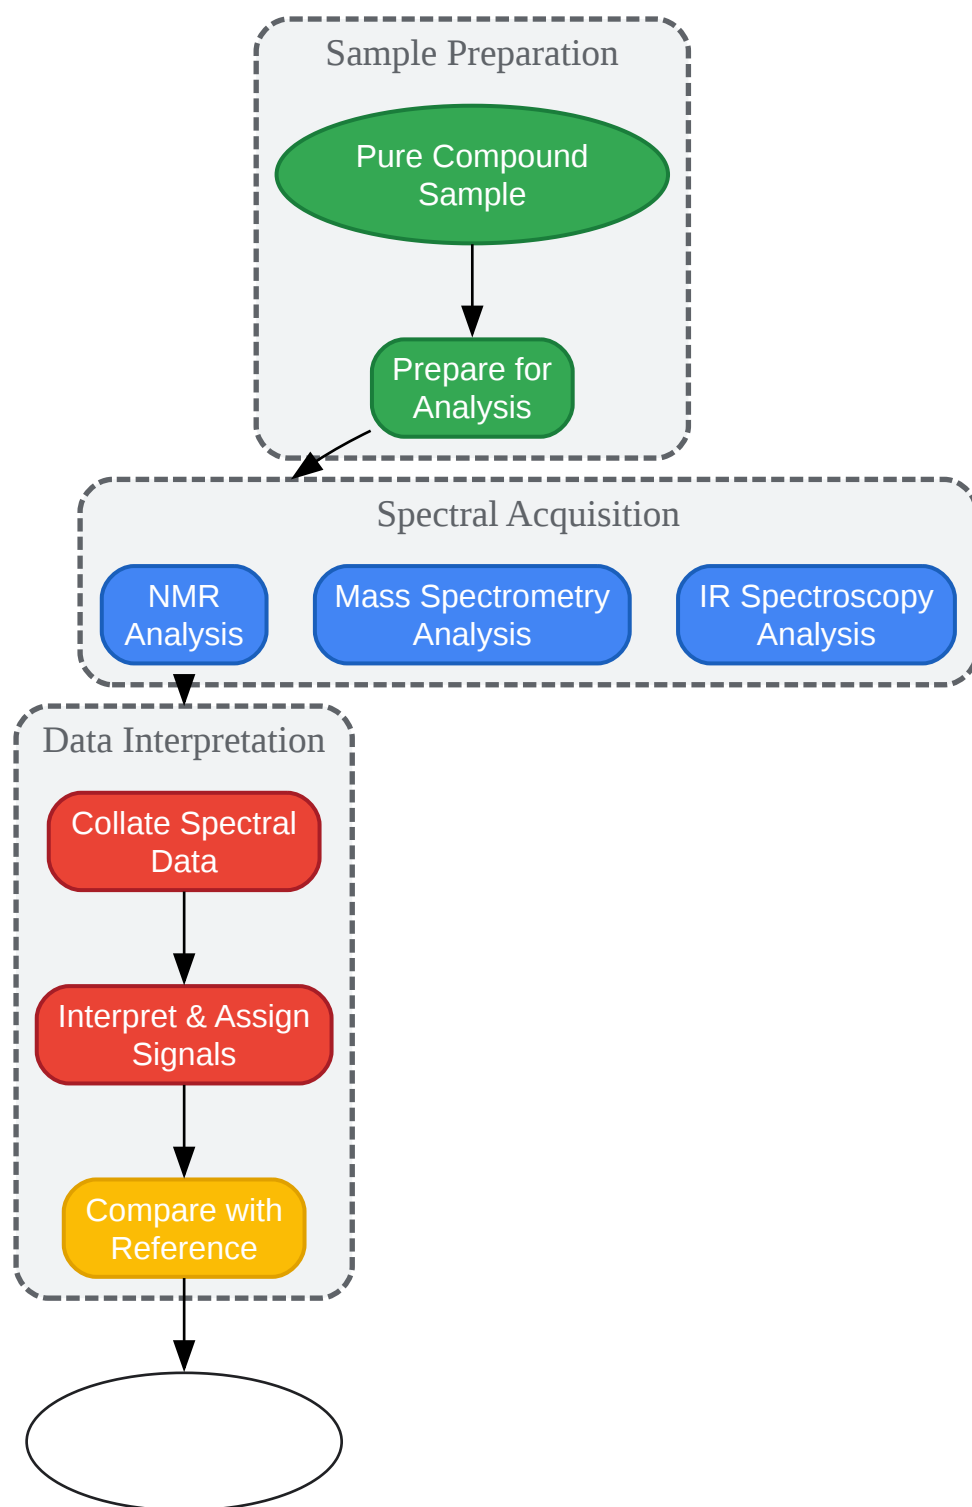 Sample Preparation
Pure Compound
Sample
Prepare for
Analysis
Spectral Acquisition
NMR
Analysis
Mass Spectrometry
Analysis
IR Spectroscopy
Analysis
Data Interpretation
Collate Spectral
Data
Interpret & Assign
Signals
Compare with
Reference